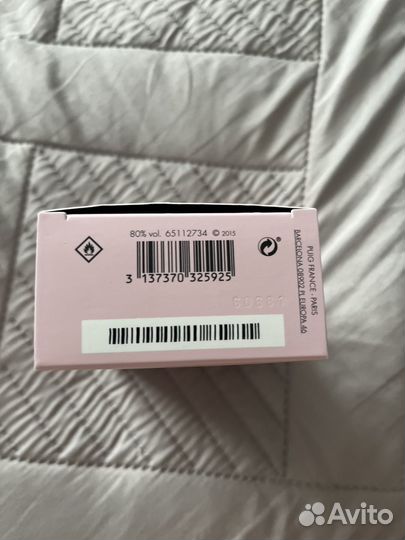 80% vol. 65112734 © 2015
3 137370 325925
PUIG FRANCE - PARIS
BARCELONA 08902 Pl. EUROPA 46
Avito